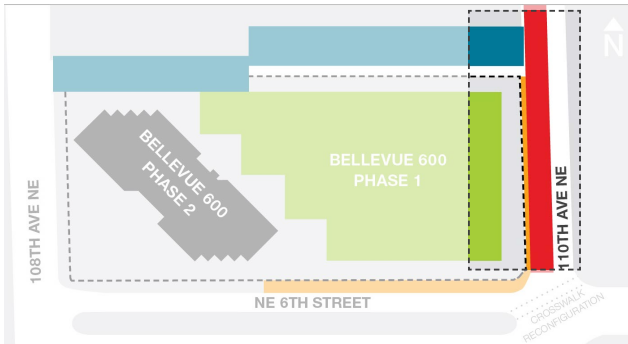 N
BELLEVUE 600
PHASE 2
BELLEVUE 600
PHASE 1
108TH AVE NE
110TH AVE NE
NE 6TH STREET
CROSSWALK
RECONFIGURATION